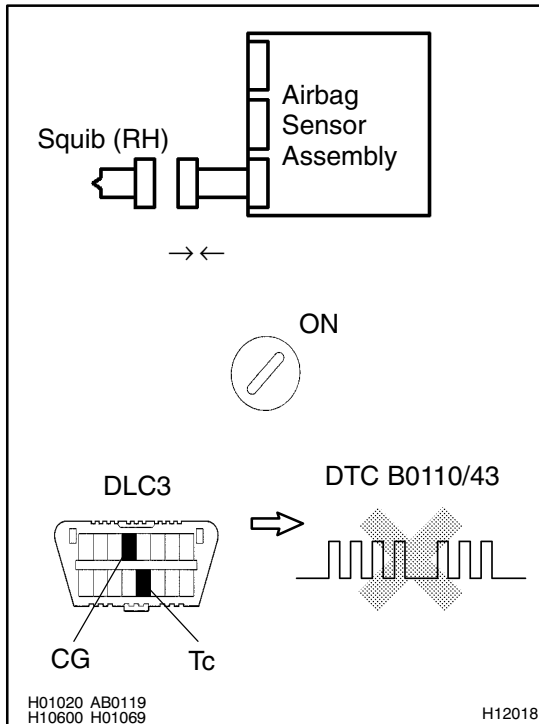 Airbag
Sensor
Assembly
Squib (RH)
ON
DLC3
DTC B0110/43
CG
Tc
H01020 AB0119
H10600 H01069
H12018